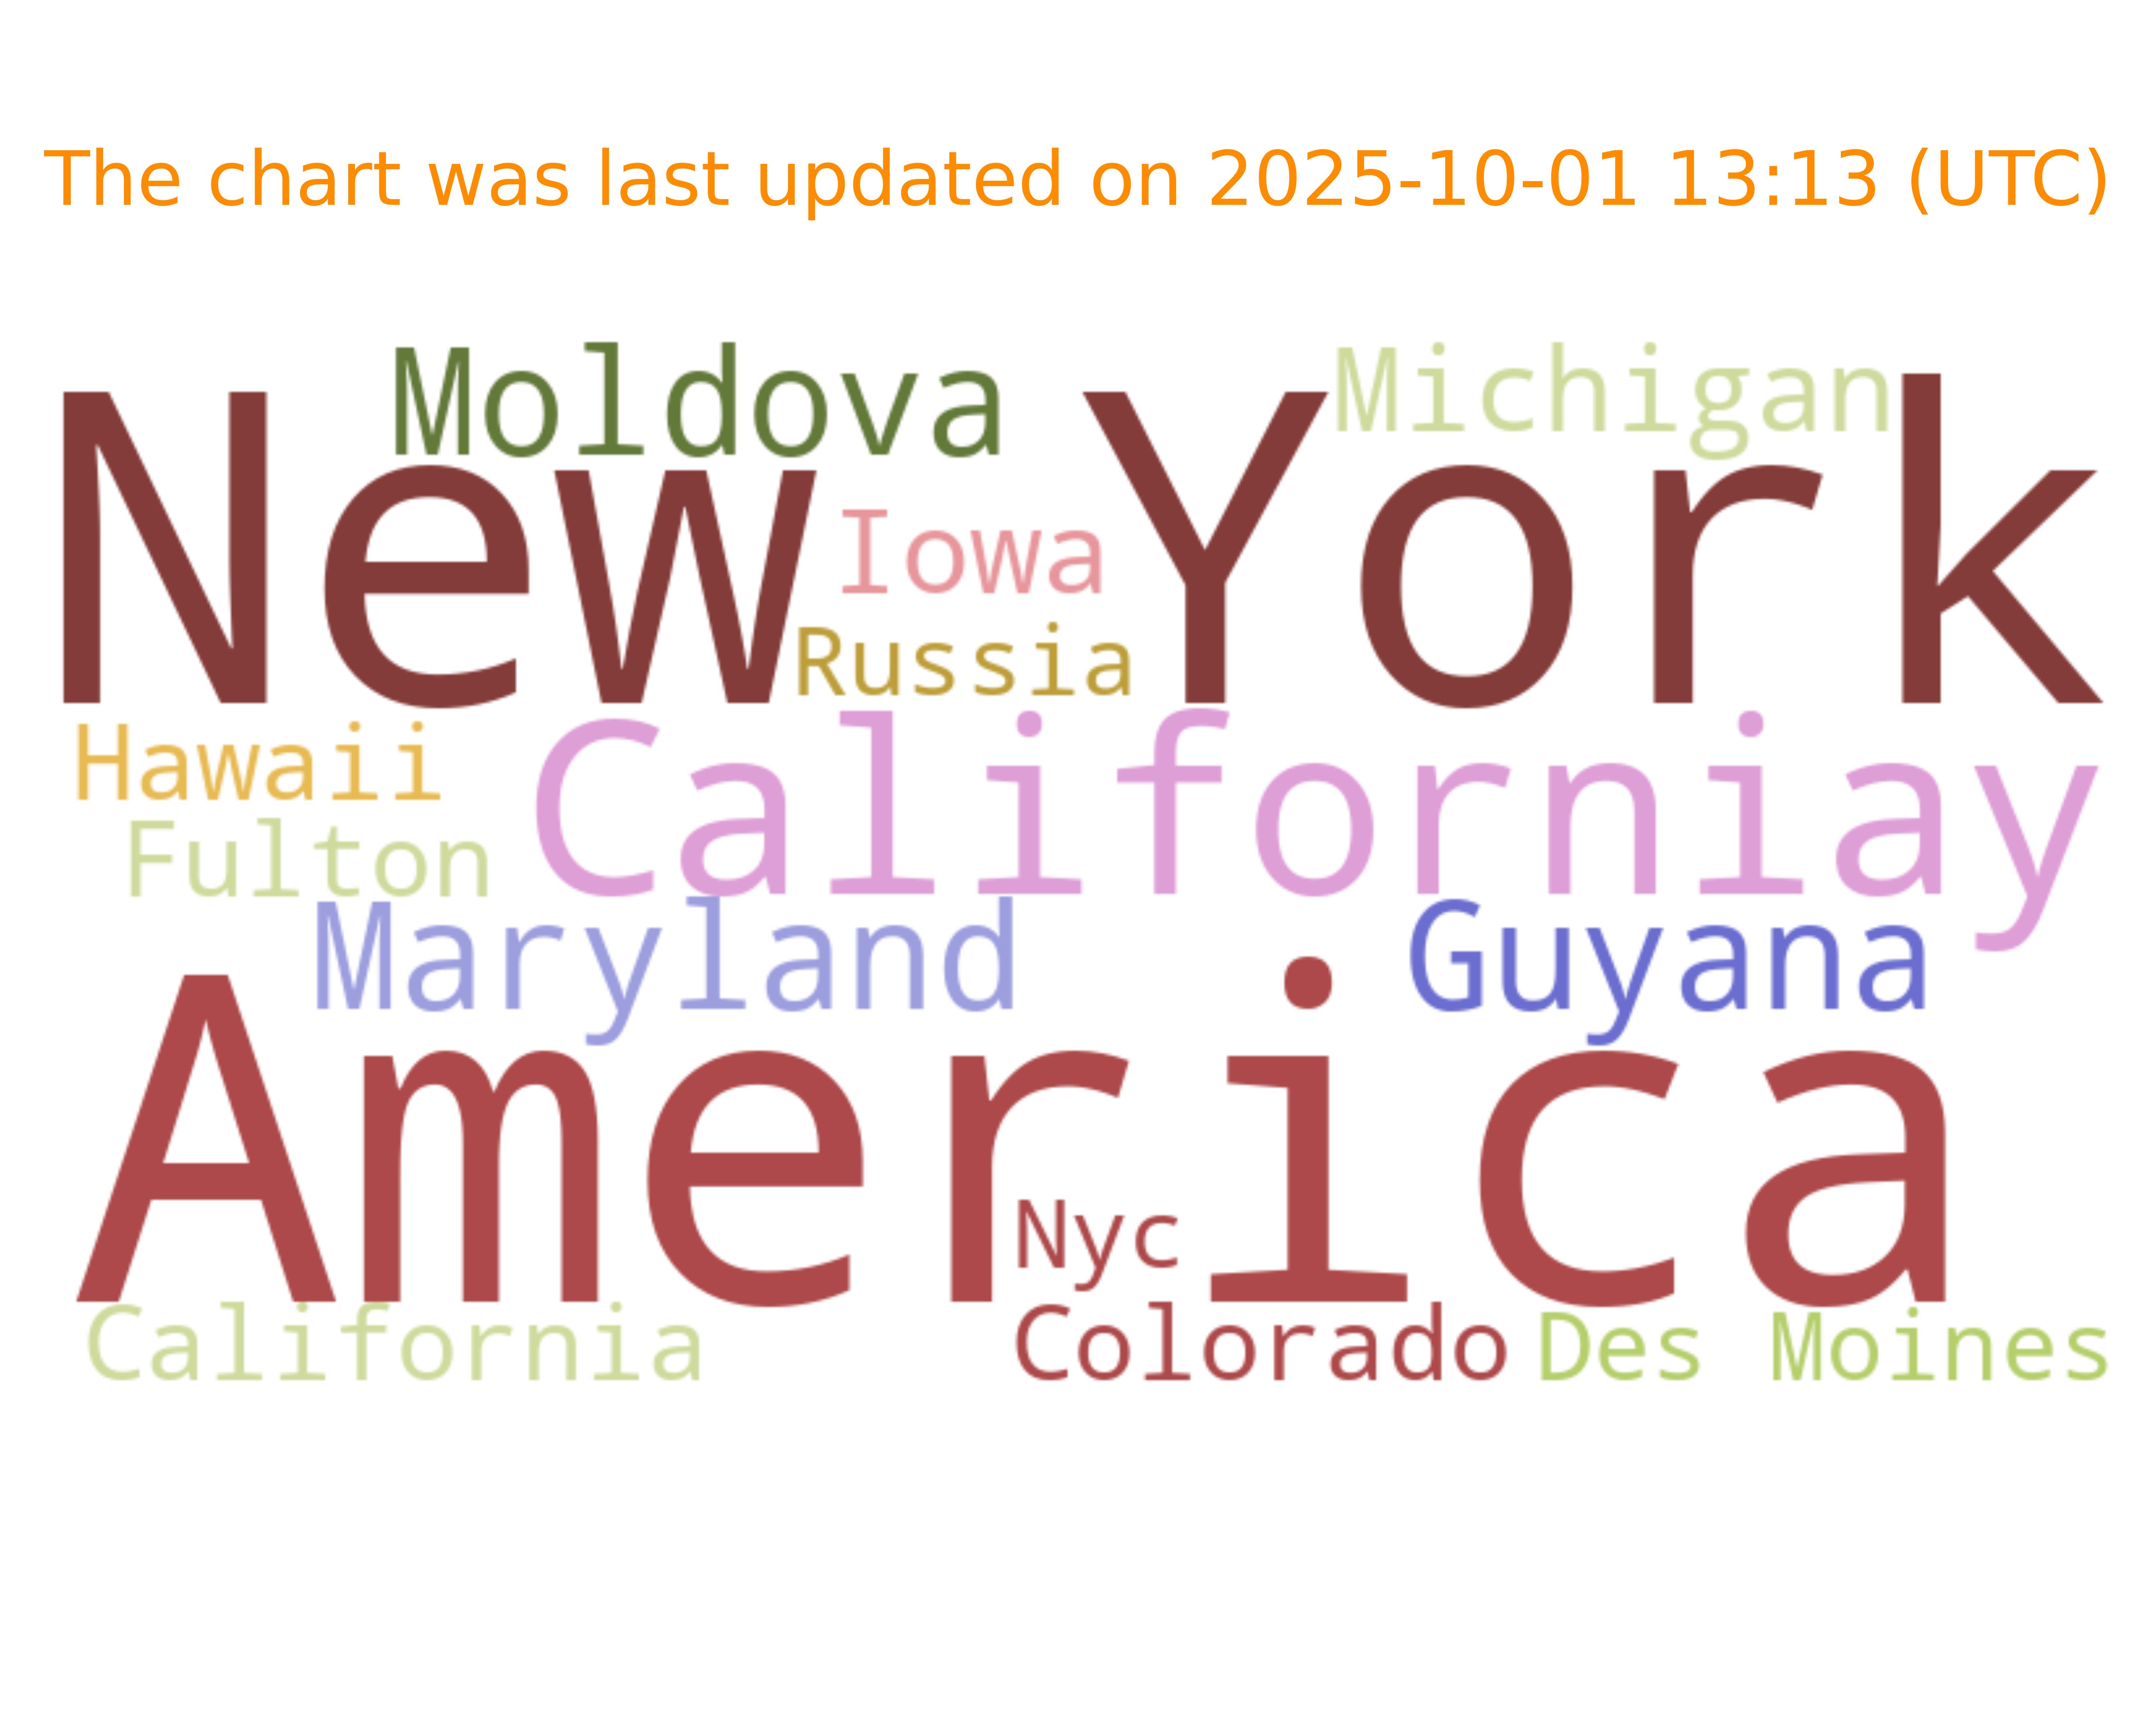 The chart was last updated on 2025-10-01 13:13 (UTC)
Moldova
Michigan
New York
Iowa
Russia
Hawaii
Californiay
Fulton
Maryland
Guyana
America
Nyc
California
Colorado
Des Moines